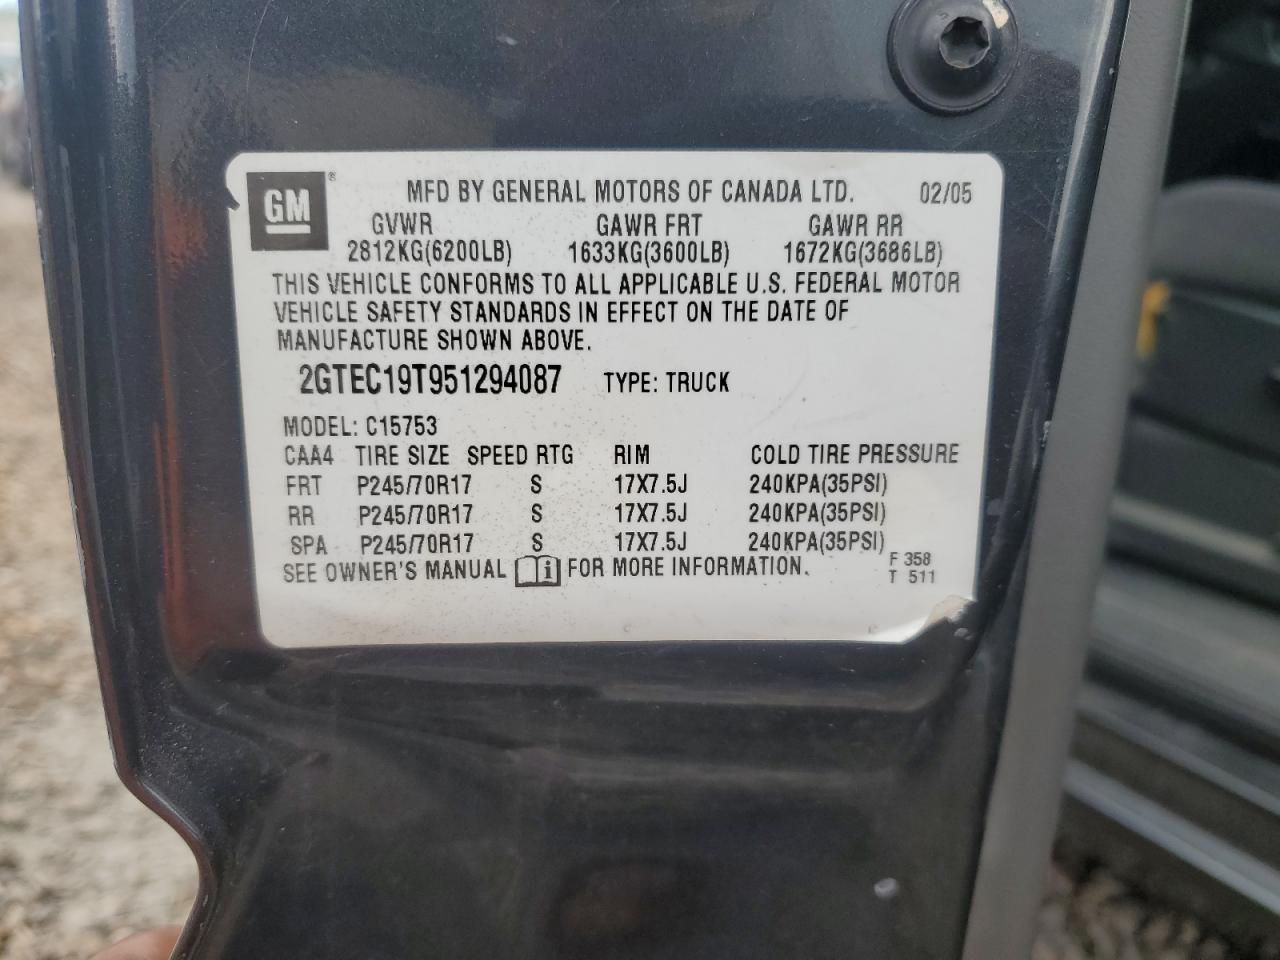 GM ®
MFD BY GENERAL MOTORS OF CANADA LTD. 02/05
GVWR GAWR FRT GAWR RR
2812KG(6200LB) 1633KG(3600LB) 1672KG(3686LB)
THIS VEHICLE CONFORMS TO ALL APPLICABLE U.S. FEDERAL MOTOR
VEHICLE SAFETY STANDARDS IN EFFECT ON THE DATE OF
MANUFACTURE SHOWN ABOVE.
2GTEC19T951294087 TYPE: TRUCK
MODEL: C15753
CAA4 TIRE SIZE SPEED RTG RIM COLD TIRE PRESSURE
FRT P245/70R17 S 17X7.5J 240KPA(35PSI)
RR P245/70R17 S 17X7.5J 240KPA(35PSI)
SPA P245/70R17 S 17X7.5J 240KPA(35PSI)
SEE OWNER'S MANUAL i FOR MORE INFORMATION.
F 358
T 511